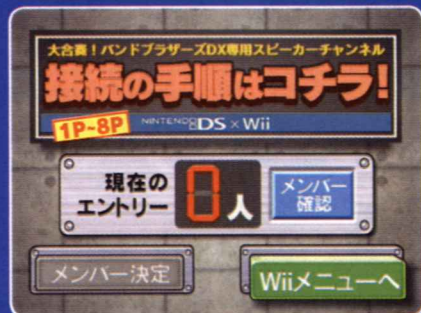 大合奏!バンドブラザーズDX専用スピーカーチャンネル
接続の手順はコチラ!
1P~8P NINTENDO DS × Wii
現在の
エントリー 0人
メンバー
確認
メンバー決定
Wiiメニューへ